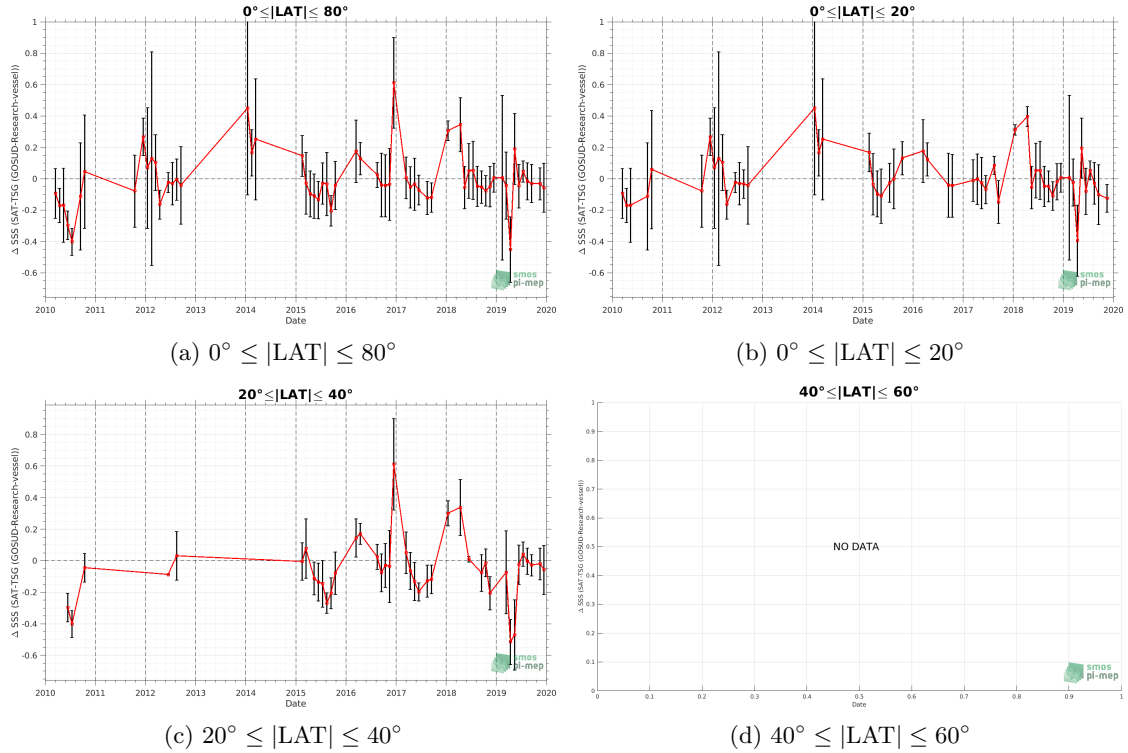 0°≤|LAT|≤ 80°
Δ SSS (SAT-TSG (GOSUD-Research-vessel))
1
0.8
0.6
0.4
0.2
0
-0.2
-0.4
-0.6
2010 2011 2012 2013 2014 2015 2016 2017 2018 2019 2020
Date
smos
pi-mep
(a) 0° ≤ |LAT| ≤ 80°
0°≤|LAT|≤ 20°
Δ SSS (SAT-TSG (GOSUD-Research-vessel))
1
0.8
0.6
0.4
0.2
0
-0.2
-0.4
-0.6
2010 2011 2012 2013 2014 2015 2016 2017 2018 2019 2020
Date
smos
pi-mep
(b) 0° ≤ |LAT| ≤ 20°
20°≤|LAT|≤ 40°
Δ SSS (SAT-TSG (GOSUD-Research-vessel))
0.8
0.6
0.4
0.2
0
-0.2
-0.4
-0.6
2010 2011 2012 2013 2014 2015 2016 2017 2018 2019 2020
Date
smos
pi-mep
(c) 20° ≤ |LAT| ≤ 40°
40°≤|LAT|≤ 60°
Δ SSS (SAT-TSG (GOSUD-Research-vessel))
1
0.9
0.8
0.7
0.6
0.5
0.4
0.3
0.2
0.1
0
NO DATA
0 0.1 0.2 0.3 0.4 0.5 0.6 0.7 0.8 0.9 1
Date
smos
pi-mep
(d) 40° ≤ |LAT| ≤ 60°